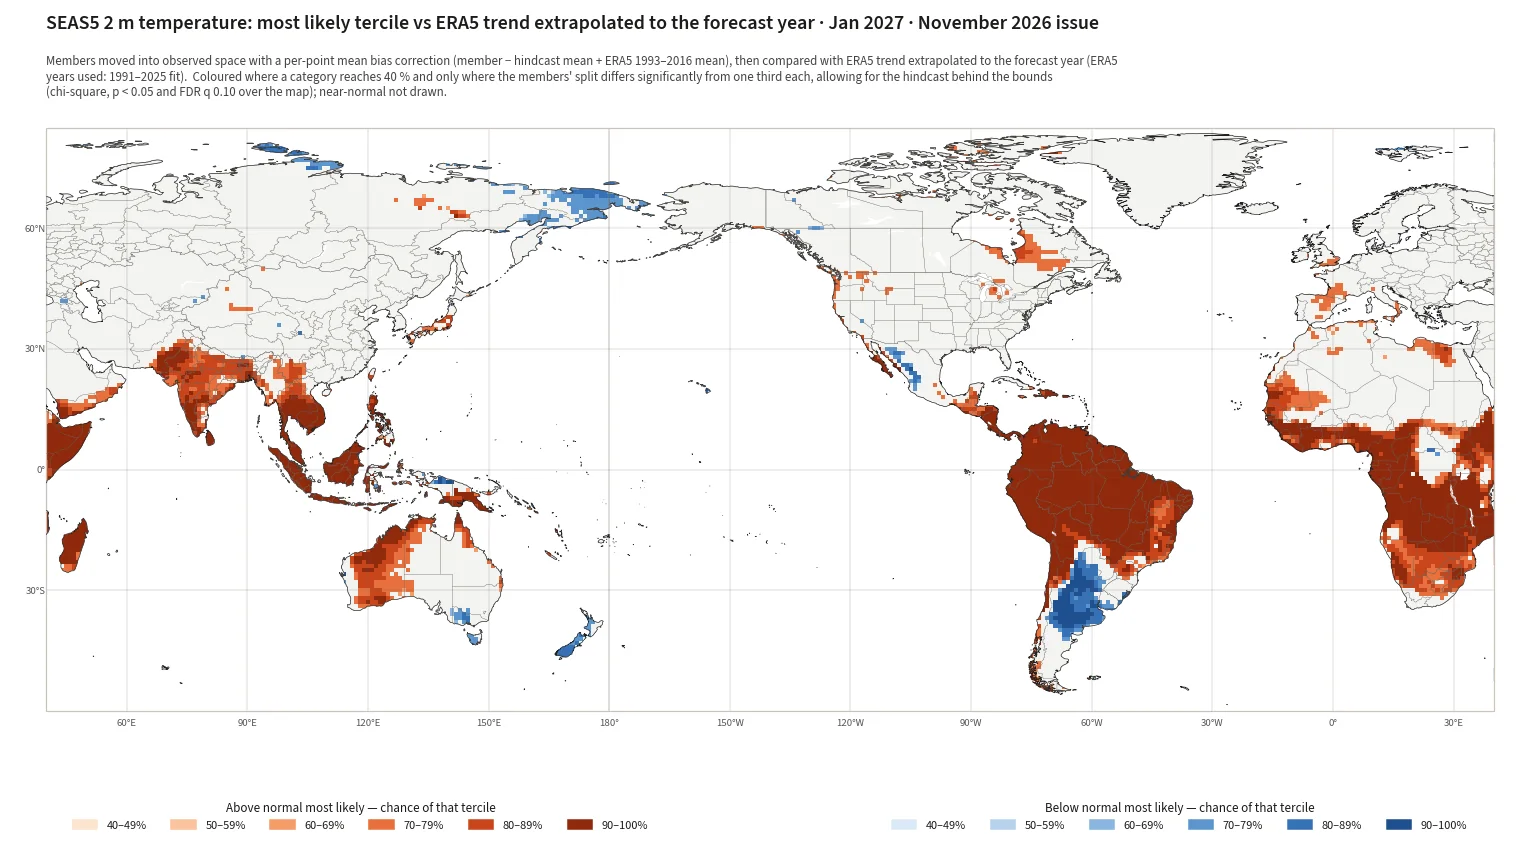 SEAS5 2 m temperature: most likely tercile vs ERA5 trend extrapolated to the forecast year · Jan 2027 · November 2026 issue
Members moved into observed space with a per-point mean bias correction (member − hindcast mean + ERA5 1993–2016 mean), then compared with ERA5 trend extrapolated to the forecast year (ERA5
years used: 1991–2025 fit). Coloured where a category reaches 40 % and only where the members' split differs significantly from one third each, allowing for the hindcast behind the bounds
(chi-square, p < 0.05 and FDR q 0.10 over the map); near-normal not drawn.
60°N
30°N
0°
30°S
60°E 90°E 120°E 150°E 180° 150°W 120°W 90°W 60°W 30°W 0° 30°E
Above normal most likely — chance of that tercile
40–49% 50–59% 60–69% 70–79% 80–89% 90–100%
Below normal most likely — chance of that tercile
40–49% 50–59% 60–69% 70–79% 80–89% 90–100%